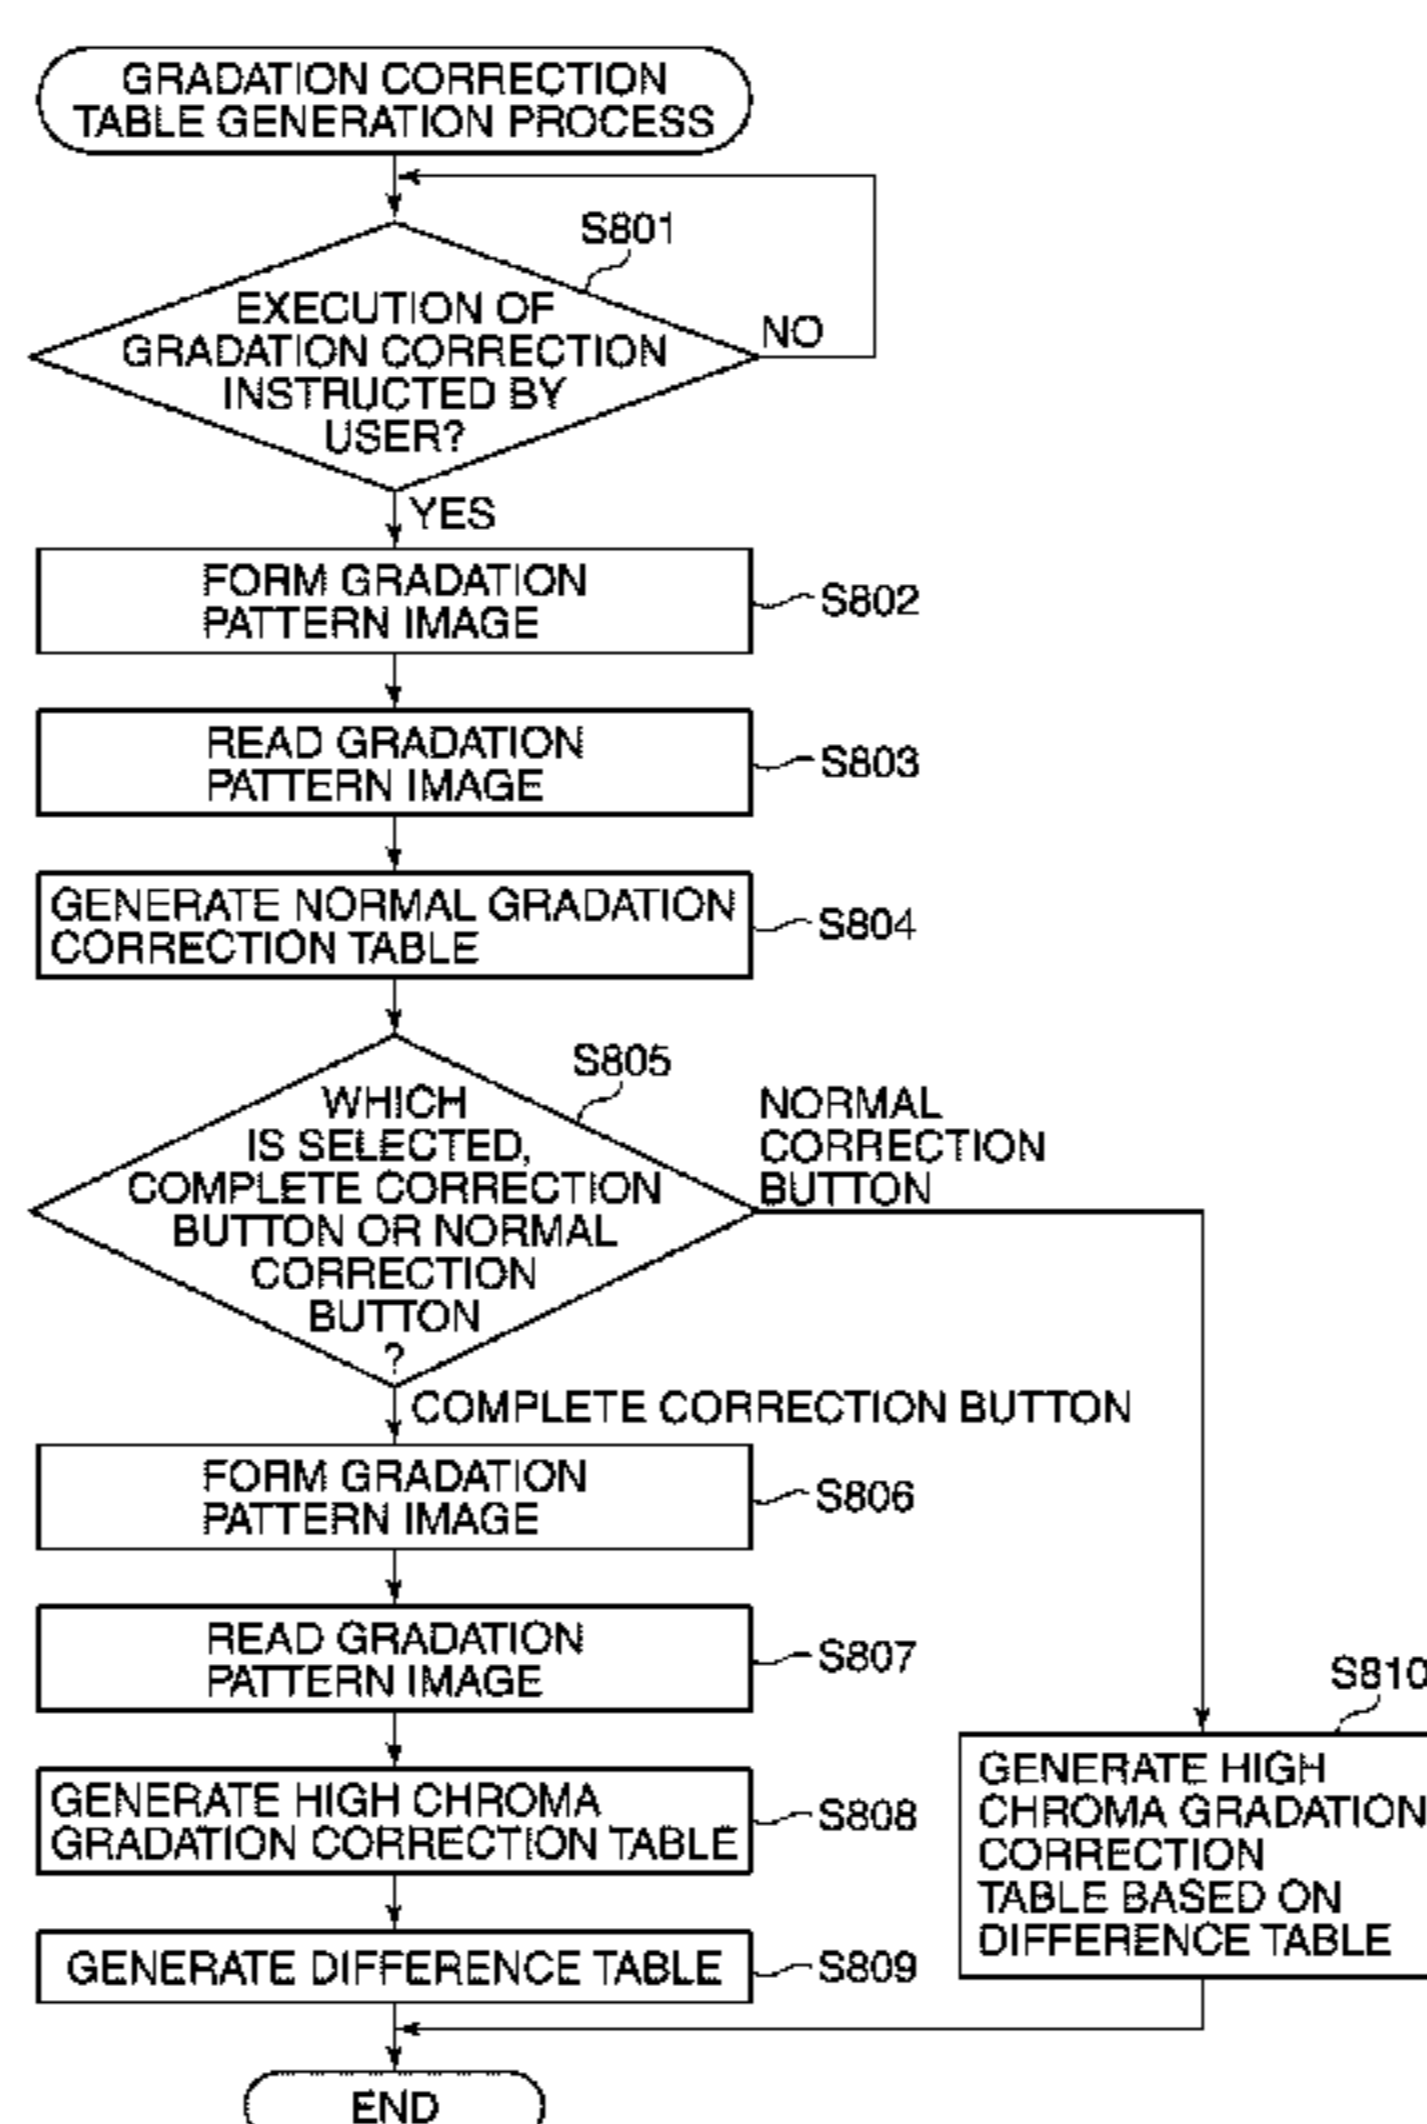 GRADATION CORRECTION
TABLE GENERATION PROCESS
S801
EXECUTION OF
GRADATION CORRECTION
INSTRUCTED BY
USER?
NO
YES
FORM GRADATION
PATTERN IMAGE
S802
READ GRADATION
PATTERN IMAGE
S803
GENERATE NORMAL GRADATION
CORRECTION TABLE
S804
S805
WHICH
IS SELECTED,
COMPLETE CORRECTION
BUTTON OR NORMAL
CORRECTION
BUTTON
?
NORMAL
CORRECTION
BUTTON
COMPLETE CORRECTION BUTTON
FORM GRADATION
PATTERN IMAGE
S806
READ GRADATION
PATTERN IMAGE
S807
GENERATE HIGH CHROMA
GRADATION CORRECTION TABLE
S808
GENERATE DIFFERENCE TABLE
S809
S810
GENERATE HIGH
CHROMA GRADATION
CORRECTION
TABLE BASED ON
DIFFERENCE TABLE
END